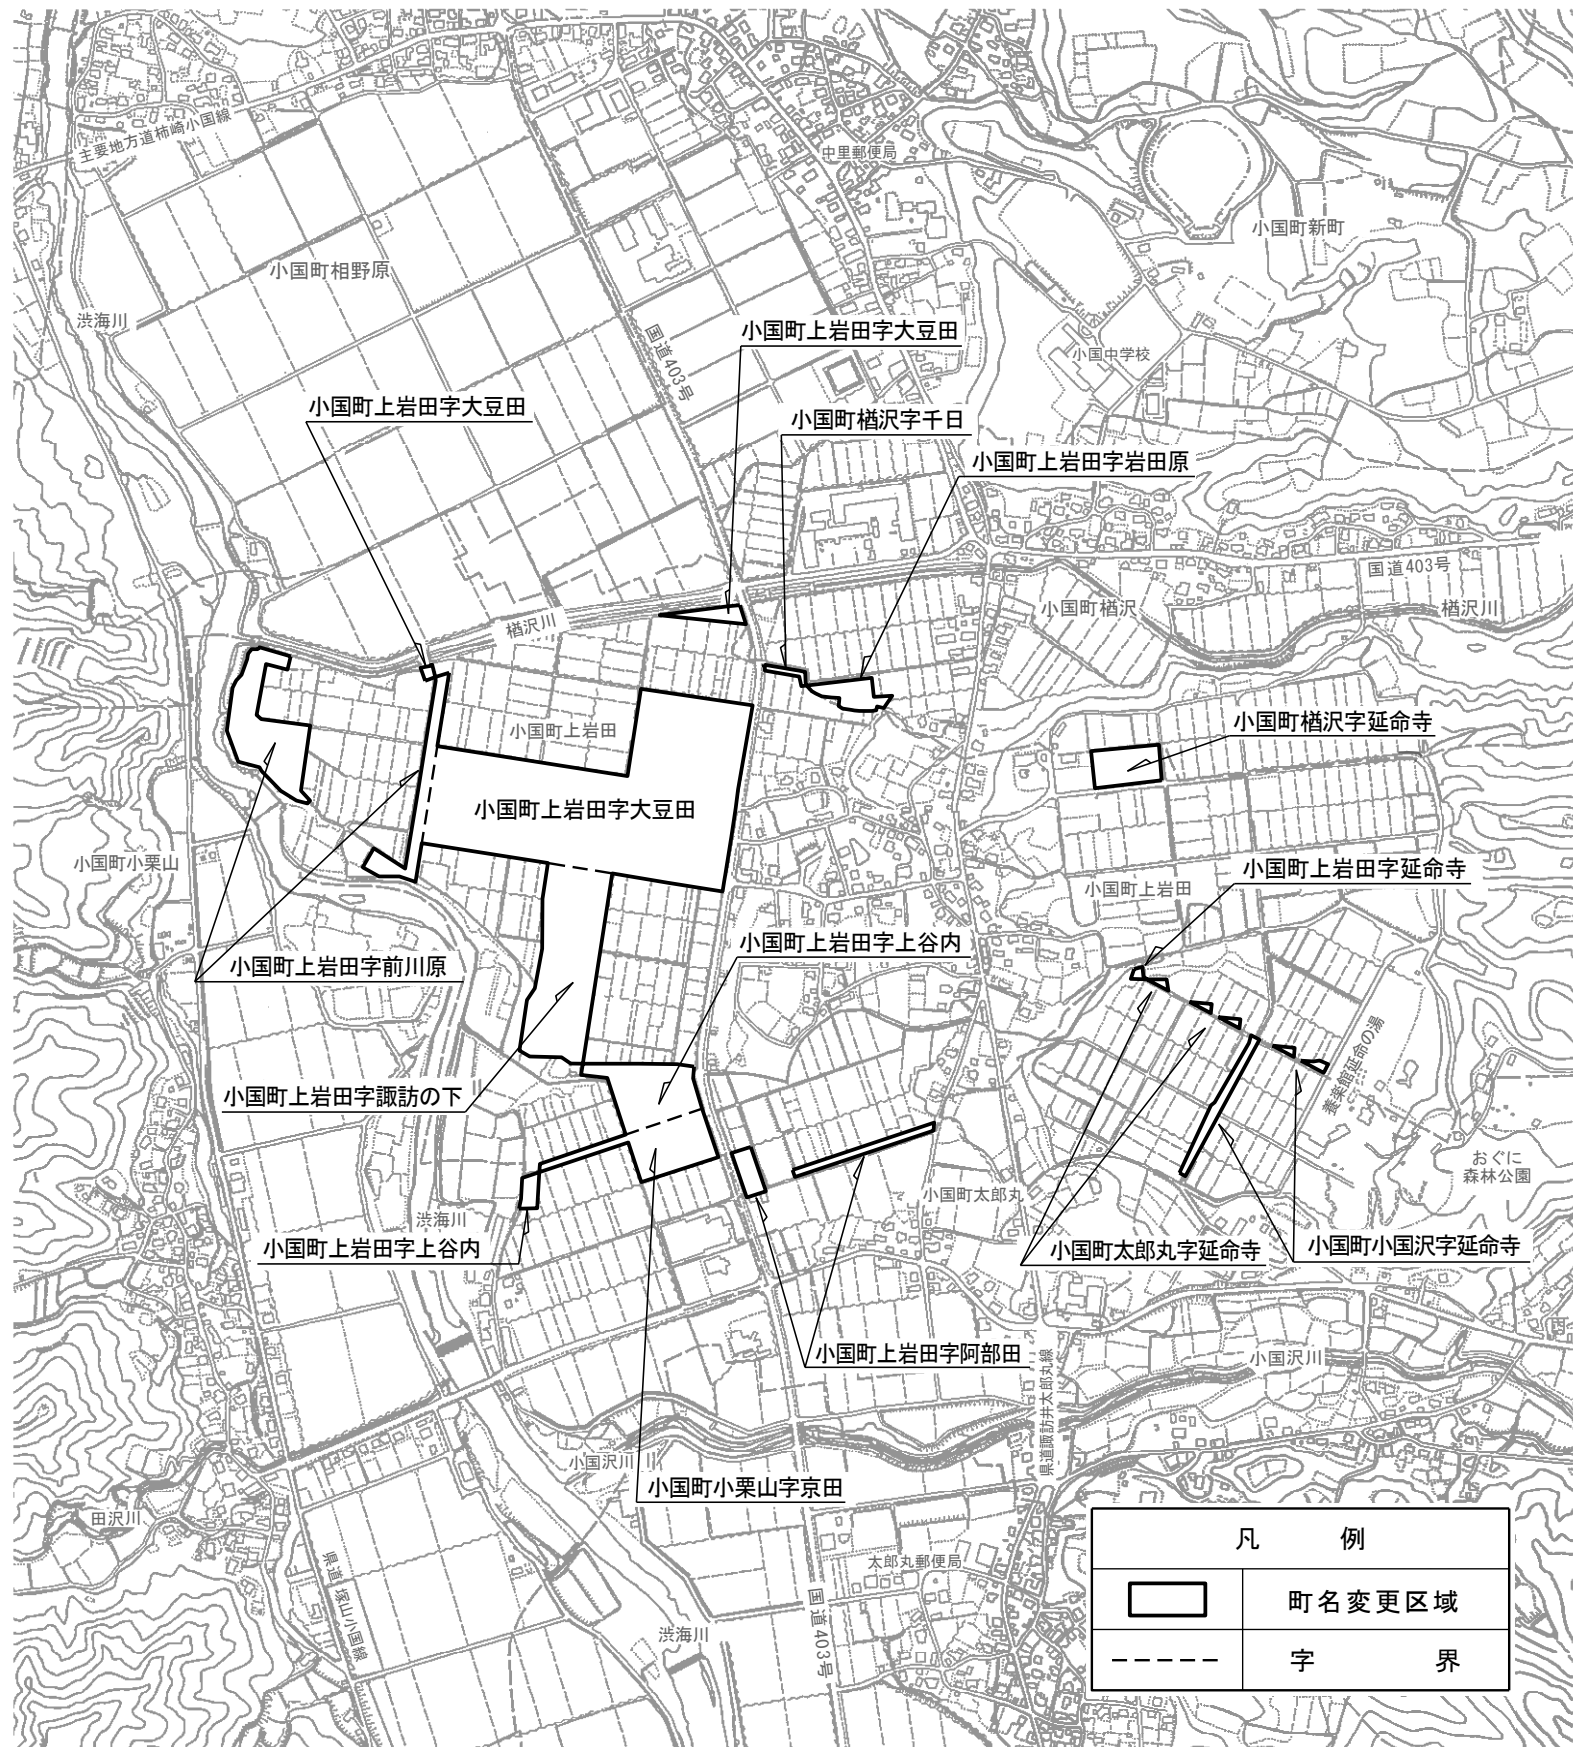 主要地方道柿崎小国線
中里郵便局
小国町新町
小国町相野原
渋海川
国道403号
小国町上岩田字大豆田
小国中学校
小国町上岩田字大豆田
小国町楢沢字千日
小国町上岩田字岩田原
国道403号
小国町楢沢
楢沢川
楢沢川
小国町上岩田
小国町楢沢字延命寺
小国町上岩田字大豆田
小国町小栗山
小国町上岩田字延命寺
小国町上岩田
小国町上岩田字上谷内
小国町上岩田字前川原
養楽館延命の湯
小国町上岩田字諏訪の下
おぐに
森林公園
小国町太郎丸
渋海川
小国町上岩田字上谷内
小国町太郎丸字延命寺
小国町小国沢字延命寺
小国町上岩田字阿部田
小国沢川
県道諏訪井太郎丸線
小国沢川
小国町小栗山字京田
田沢川
県道 塚山小国線
太郎丸郵便局
国道403号
渋海川
凡 例
町名変更区域
字 界